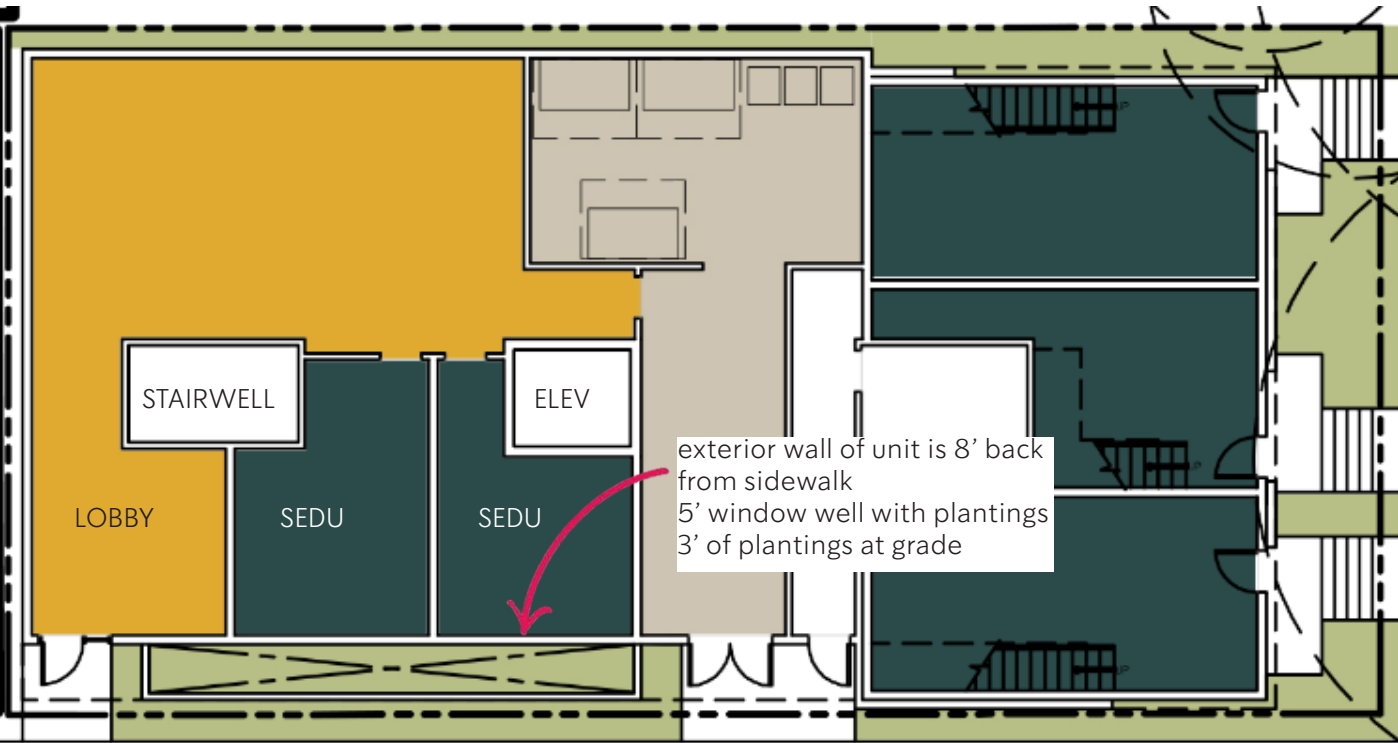 STAIRWELL
ELEV
exterior wall of unit is 8’ back
from sidewalk
5’ window well with plantings
3’ of plantings at grade
LOBBY
SEDU
SEDU